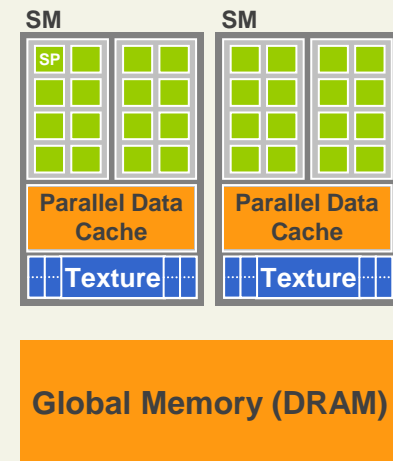 SM
SM
SP
Parallel Data
Cache
Parallel Data
Cache
Texture
Texture
Global Memory (DRAM)